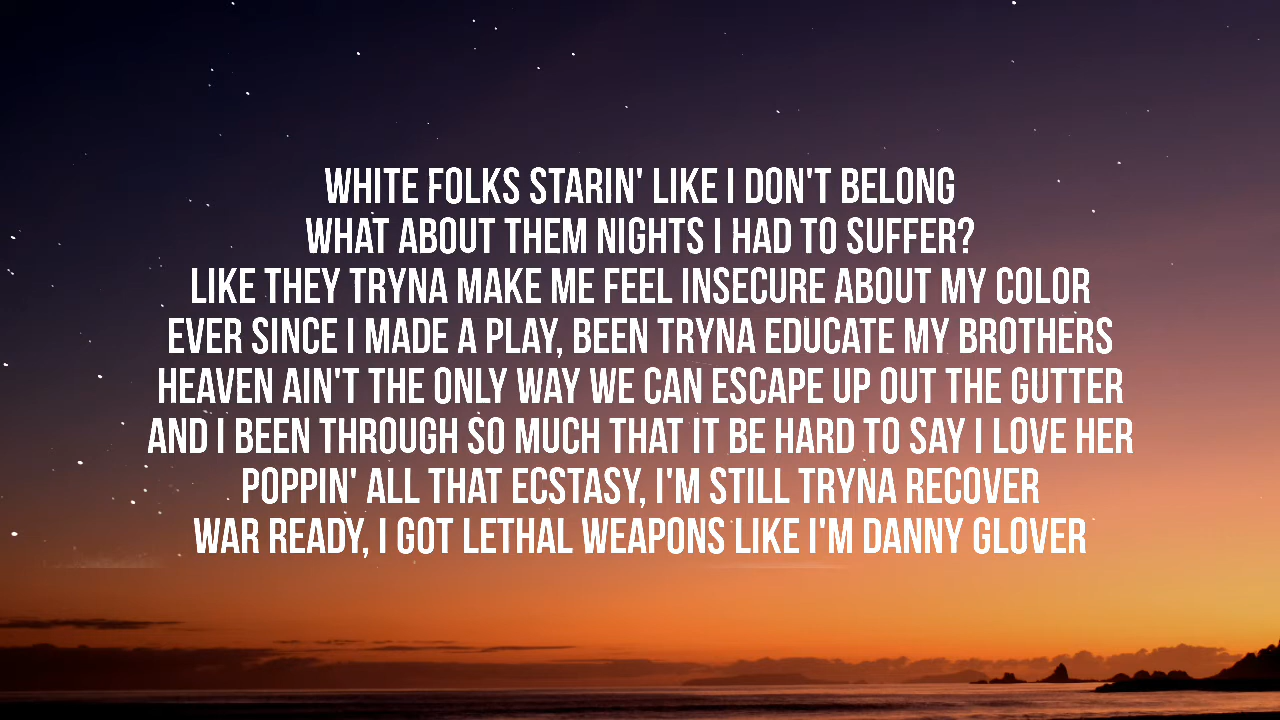 WHITE FOLKS STARIN' LIKE I DON'T BELONG
WHAT ABOUT THEM NIGHTS I HAD TO SUFFER?
LIKE THEY TRYNA MAKE ME FEEL INSECURE ABOUT MY COLOR
EVER SINCE I MADE A PLAY, BEEN TRYNA EDUCATE MY BROTHERS
HEAVEN AIN'T THE ONLY WAY WE CAN ESCAPE UP OUT THE GUTTER
AND I BEEN THROUGH SO MUCH THAT IT BE HARD TO SAY I LOVE HER
POPPIN' ALL THAT ECSTASY, I'M STILL TRYNA RECOVER
WAR READY, I GOT LETHAL WEAPONS LIKE I'M DANNY GLOVER